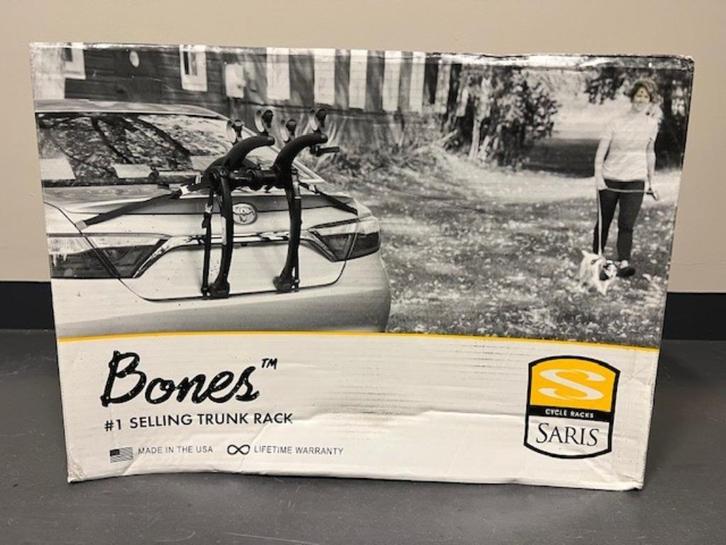 Bones™
#1 SELLING TRUNK RACK
MADE IN THE USA LIFETIME WARRANTY
S
CYCLE RACKS
SARIS